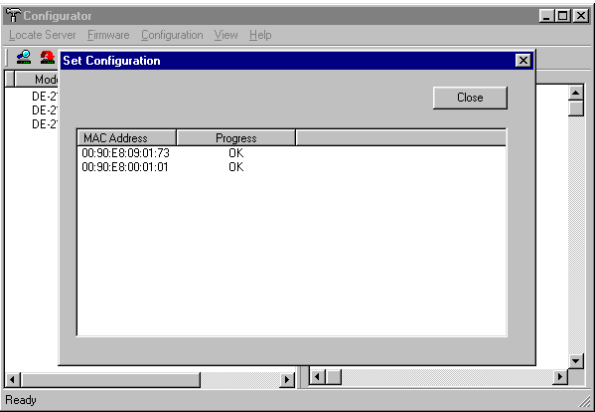 Configurator
Locate Server Firmware Configuration View Help
Set Configuration
Close
MAC Address Progress
00:90:E8:09:01:73 OK
00:90:E8:00:01:01 OK
Ready